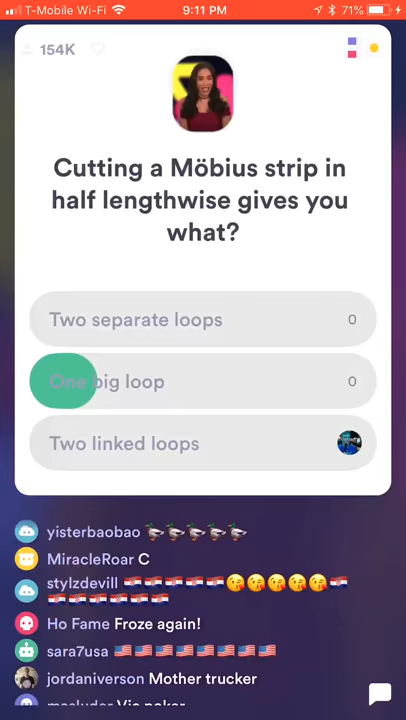 T-Mobile Wi-Fi 9:11 PM 71%
154K
Cutting a Möbius strip in
half lengthwise gives you
what?
Two separate loops 0
One big loop 0
Two linked loops
yisterbaobao
MiracleRoar C
stylzdevill
Ho Fame Froze again!
sara7usa
jordaniverson Mother trucker